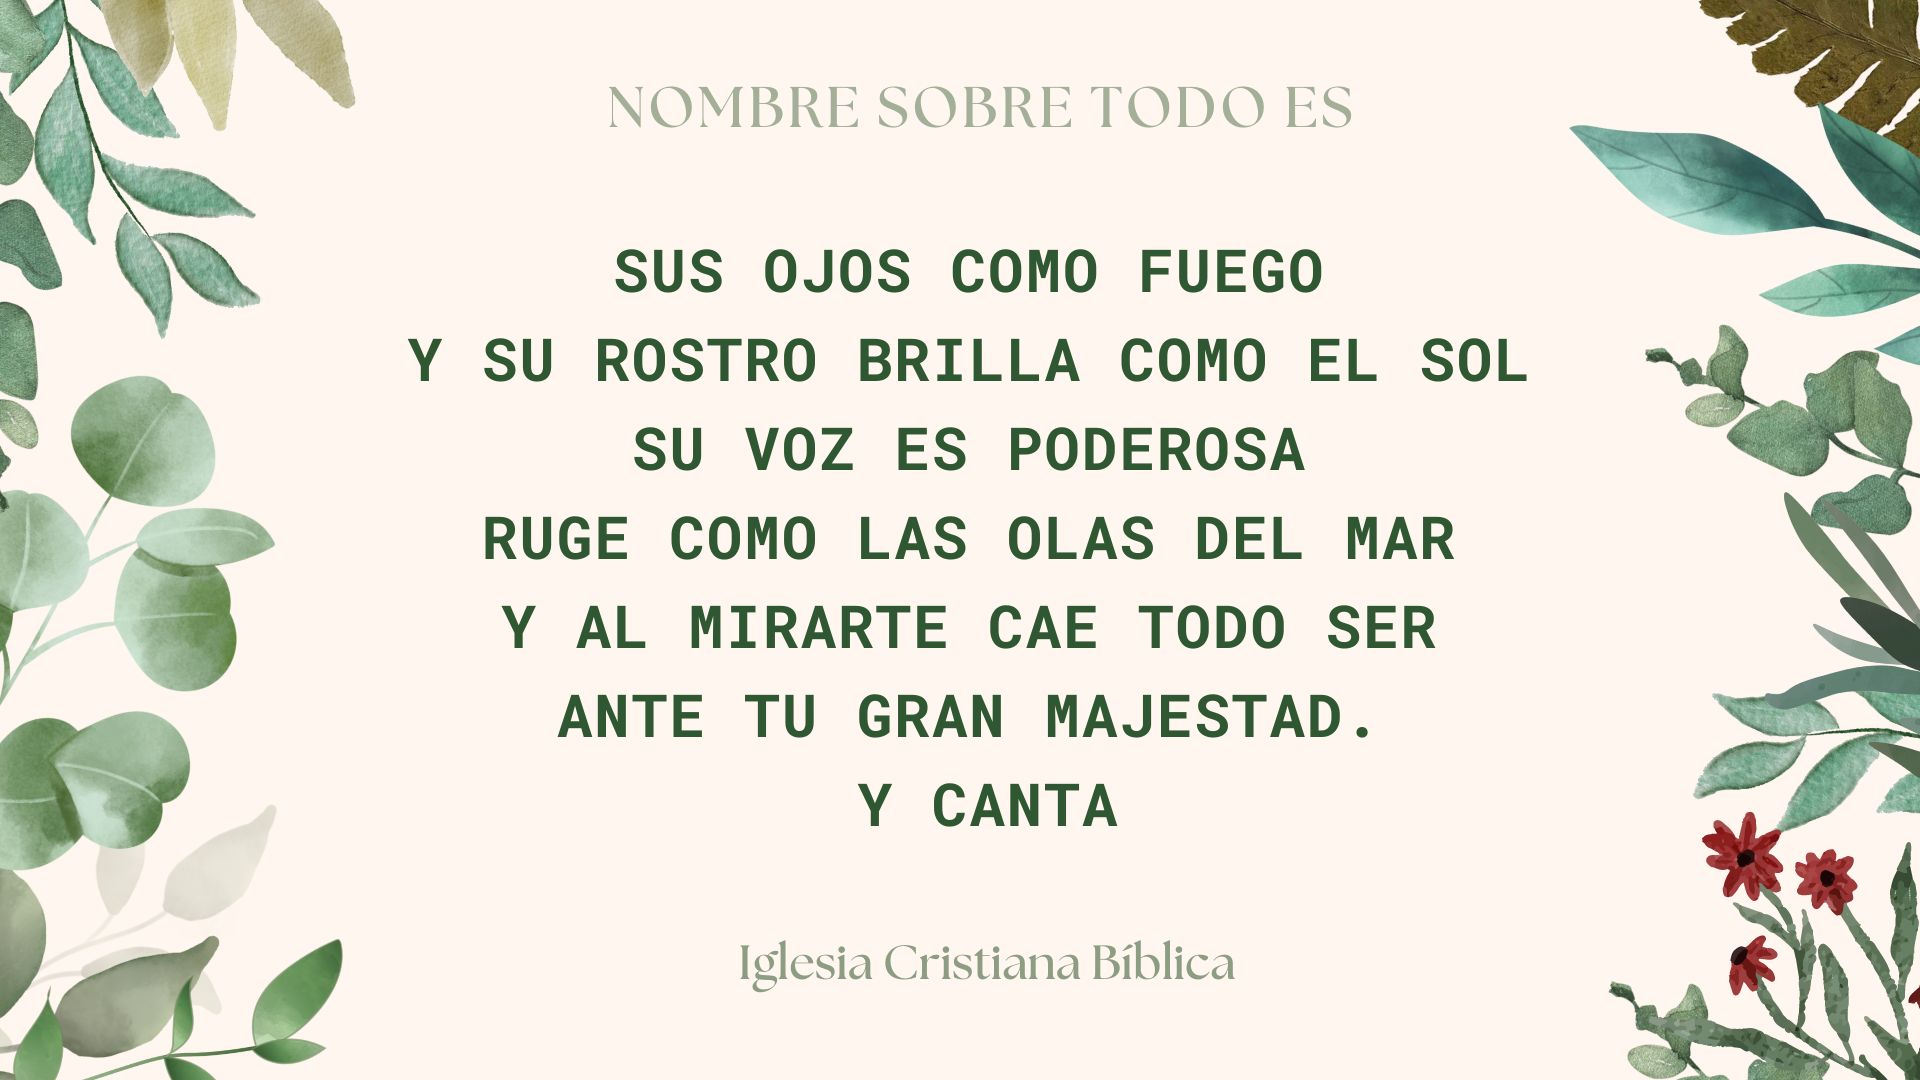 NOMBRE SOBRE TODO ES
SUS OJOS COMO FUEGO
Y SU ROSTRO BRILLA COMO EL SOL
SU VOZ ES PODEROSA
RUGE COMO LAS OLAS DEL MAR
Y AL MIRARTE CAE TODO SER
ANTE TU GRAN MAJESTAD.
Y CANTA
Iglesia Cristiana Bíblica